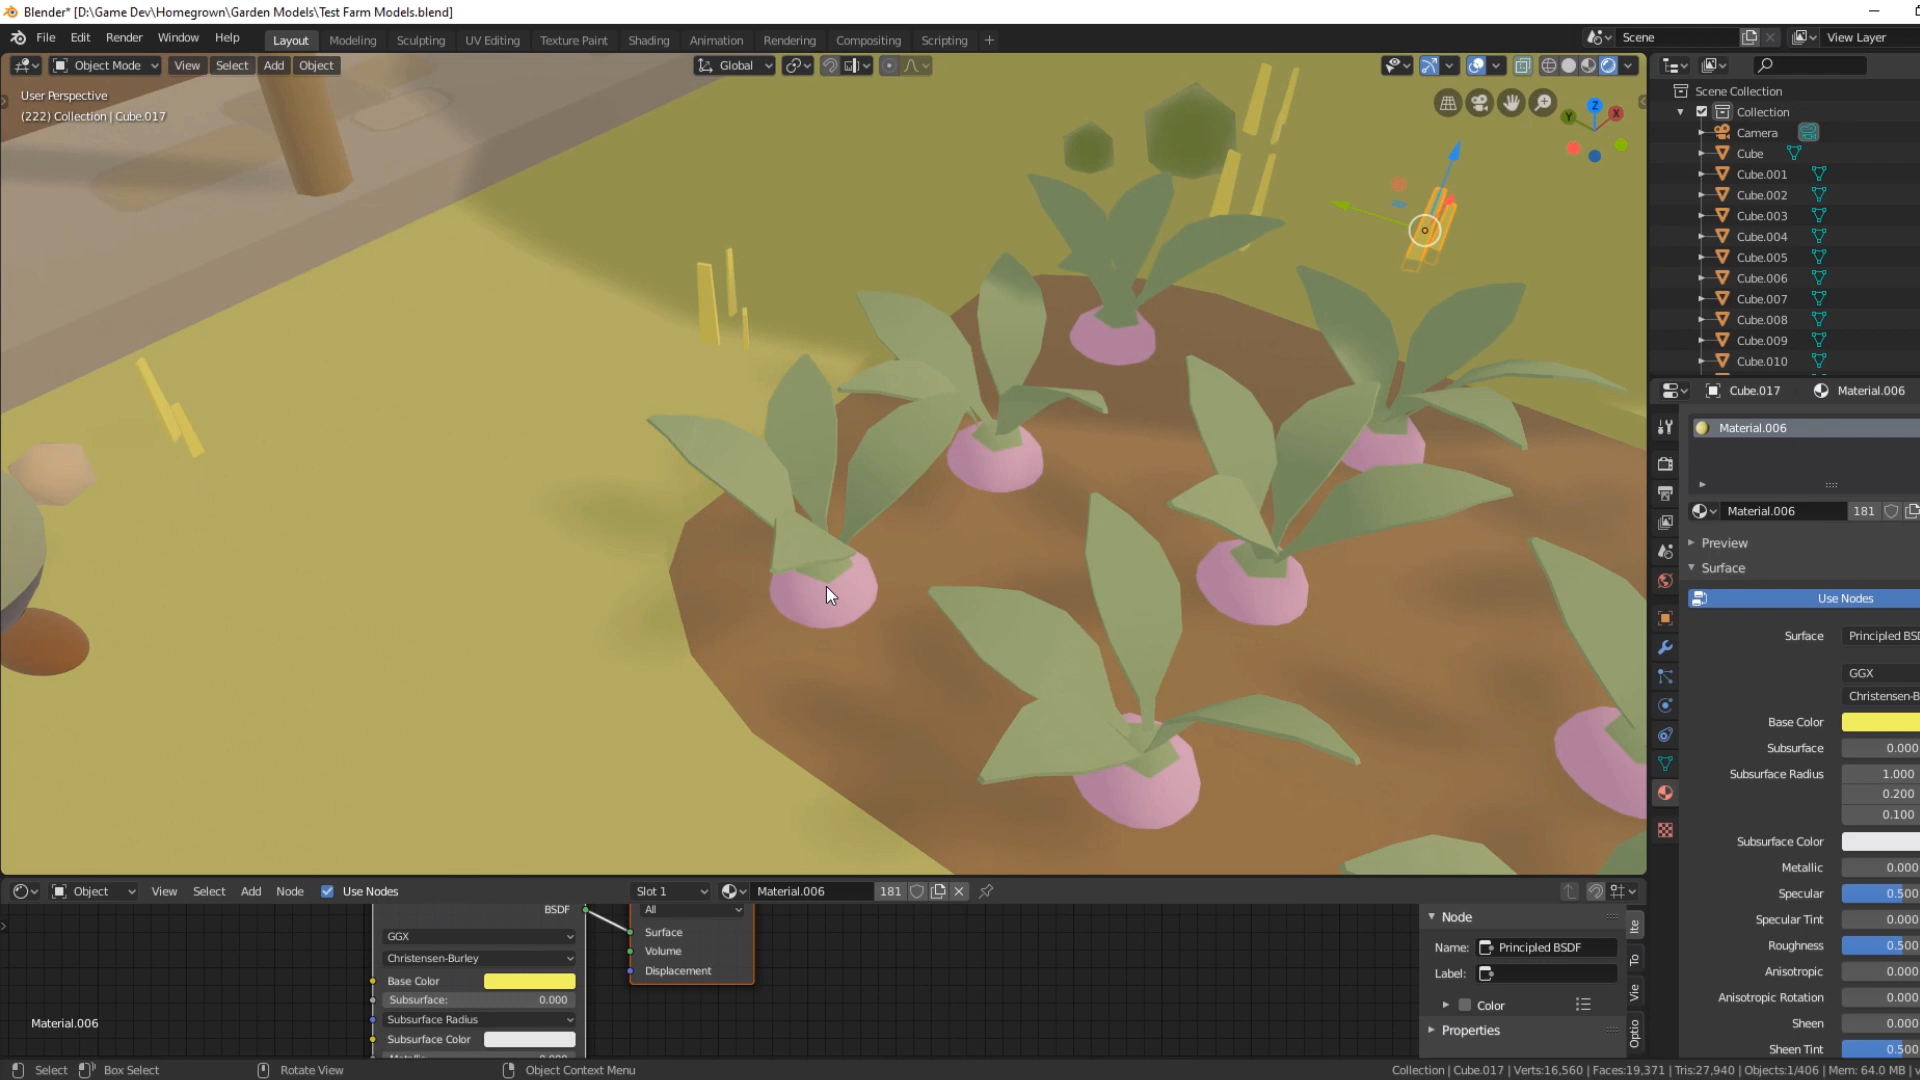 Blender* [D:\Game Dev\Homegrown\Garden Models\Test Farm Models.blend]
File Edit Render Window Help Layout Modeling Sculpting UV Editing Texture Paint Shading Animation Rendering Compositing Scripting + Scene View Layer
Object Mode View Select Add Object Global
User Perspective
(222) Collection | Cube.017
Z
Y
X
Scene Collection
Collection
Camera
Cube
Cube.001
Cube.002
Cube.003
Cube.004
Cube.005
Cube.006
Cube.007
Cube.008
Cube.009
Cube.010
Cube.017 Material.006
Material.006
Material.006 181
Preview
Surface
Use Nodes
Surface Principled BSD
GGX
Christensen-B
Base Color
Subsurface 0.000
Subsurface Radius 1.000
0.200
0.100
Subsurface Color
Metallic 0.000
Specular 0.500
Specular Tint 0.000
Roughness 0.500
Anisotropic 0.000
Anisotropic Rotation 0.000
Sheen 0.000
Sheen Tint 0.500
Object View Select Add Node Use Nodes Slot 1 Material.006 181
BSDF
GGX
Christensen-Burley
Base Color
Subsurface: 0.000
Subsurface Radius
Subsurface Color
All
Surface
Volume
Displacement
Material.006
Node
Name: Principled BSDF
Label:
Color
Properties
Ite
To
Vie
Optio
Select Box Select Rotate View Object Context Menu
Collection | Cube.017 | Verts:16,560 | Faces:19,371 | Tris:27,940 | Objects:1/406 | Mem: 64.0 MB | v